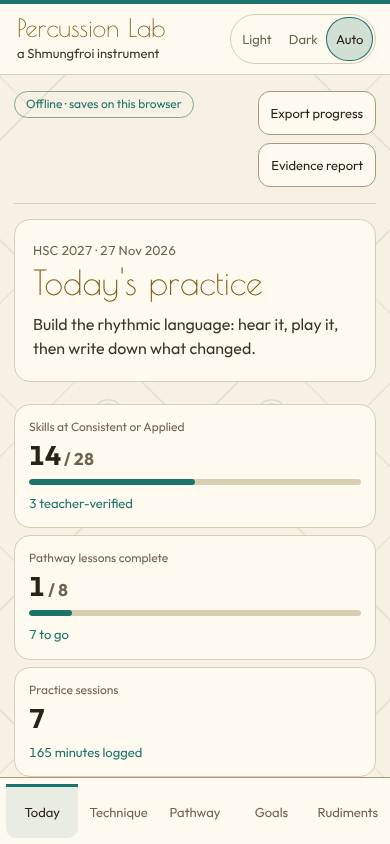 Percussion Lab
a Shmungfroi instrument
Light Dark Auto
Offline · saves on this browser
Export progress
Evidence report
HSC 2027 · 27 Nov 2026
Today's practice
Build the rhythmic language: hear it, play it,
then write down what changed.
Skills at Consistent or Applied
14 / 28
3 teacher-verified
Pathway lessons complete
1 / 8
7 to go
Practice sessions
7
165 minutes logged
Today Technique Pathway Goals Rudiments